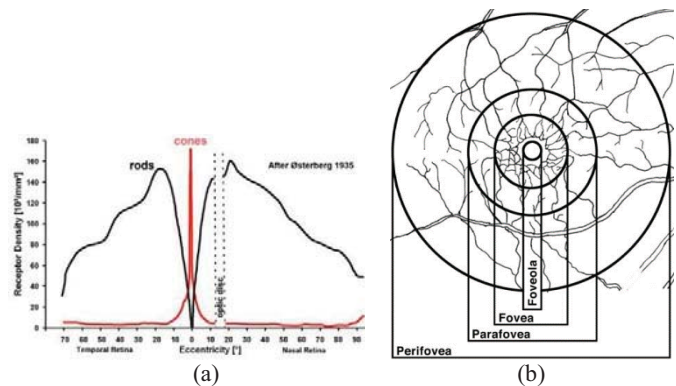 cones
rods
After Østerberg 1935
Receptor Density [10³/mm²]
180
160
140
120
100
80
60
40
20
0
optic disc
70 60 50 40 30 20 10 0 10 20 30 40 50 60 70 80 90
Temporal Retina Eccentricity [°] Nasal Retina
(a)
Foveola
Fovea
Parafovea
Perifovea
(b)